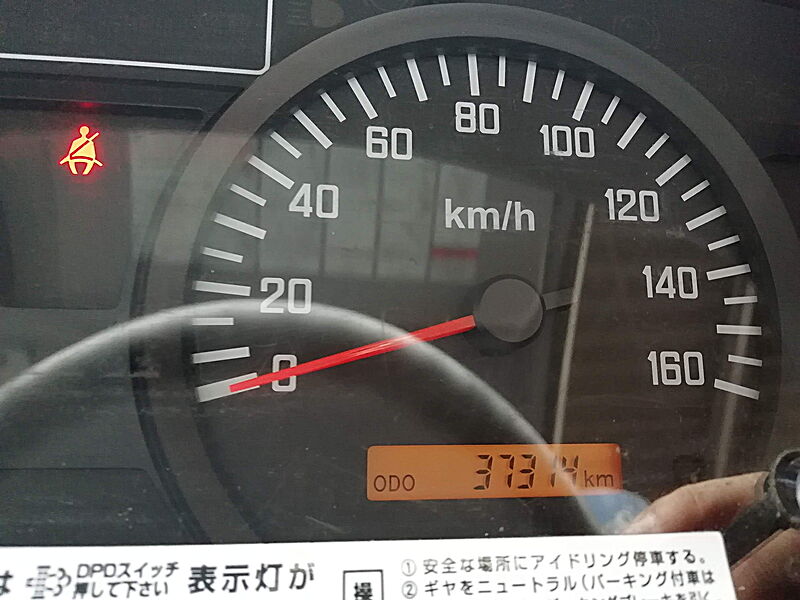 80
60
100
40
120
km/h
20
140
0
160
ODO 37314 km
は DPDスイッチ
押して下さい
表示灯が
操
①安全な場所にアイドリング停車する。
②ギヤをニュートラル(パーキング付車は